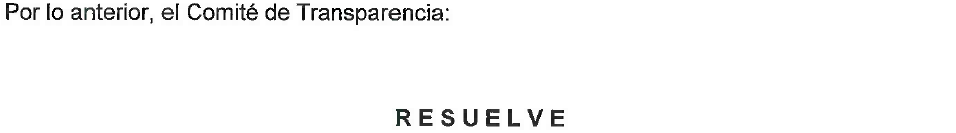 Por lo anterior, el Comité de Transparencia:
R E S U E L V E